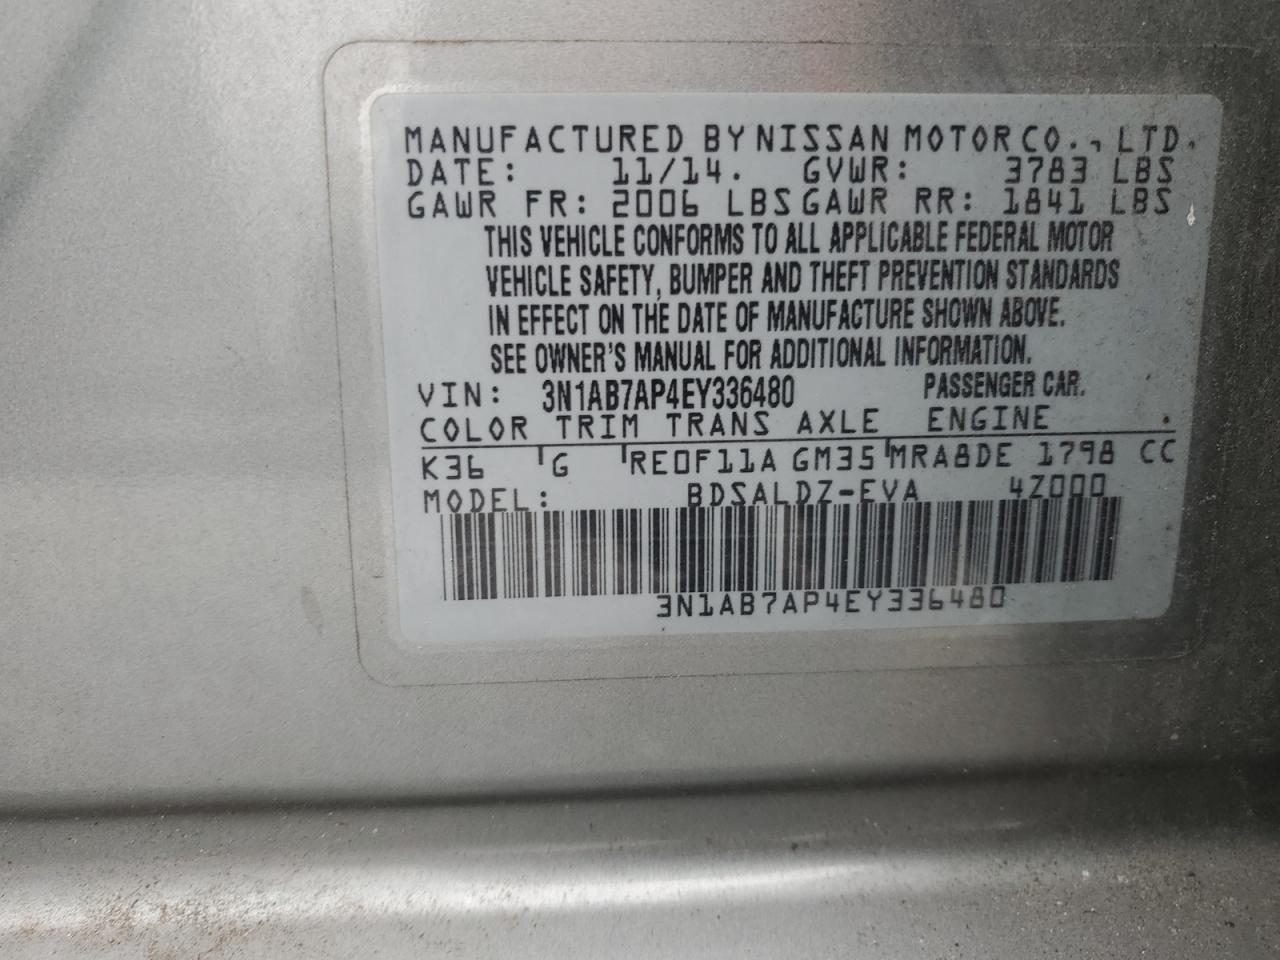 MANUFACTURED BY NISSAN MOTOR CO., LTD.
DATE: 11/14. GVWR: 3783 LBS
GAWR FR: 2006 LBS GAWR RR: 1841 LBS
THIS VEHICLE CONFORMS TO ALL APPLICABLE FEDERAL MOTOR
VEHICLE SAFETY, BUMPER AND THEFT PREVENTION STANDARDS
IN EFFECT ON THE DATE OF MANUFACTURE SHOWN ABOVE.
SEE OWNER'S MANUAL FOR ADDITIONAL INFORMATION.
VIN: 3N1AB7AP4EY336480 PASSENGER CAR.
COLOR TRIM TRANS AXLE ENGINE
K36 G RE0F11A GM35 MRA8DE 1798 CC
MODEL: BDSALDZ-EVA 4Z000
3N1AB7AP4EY336480